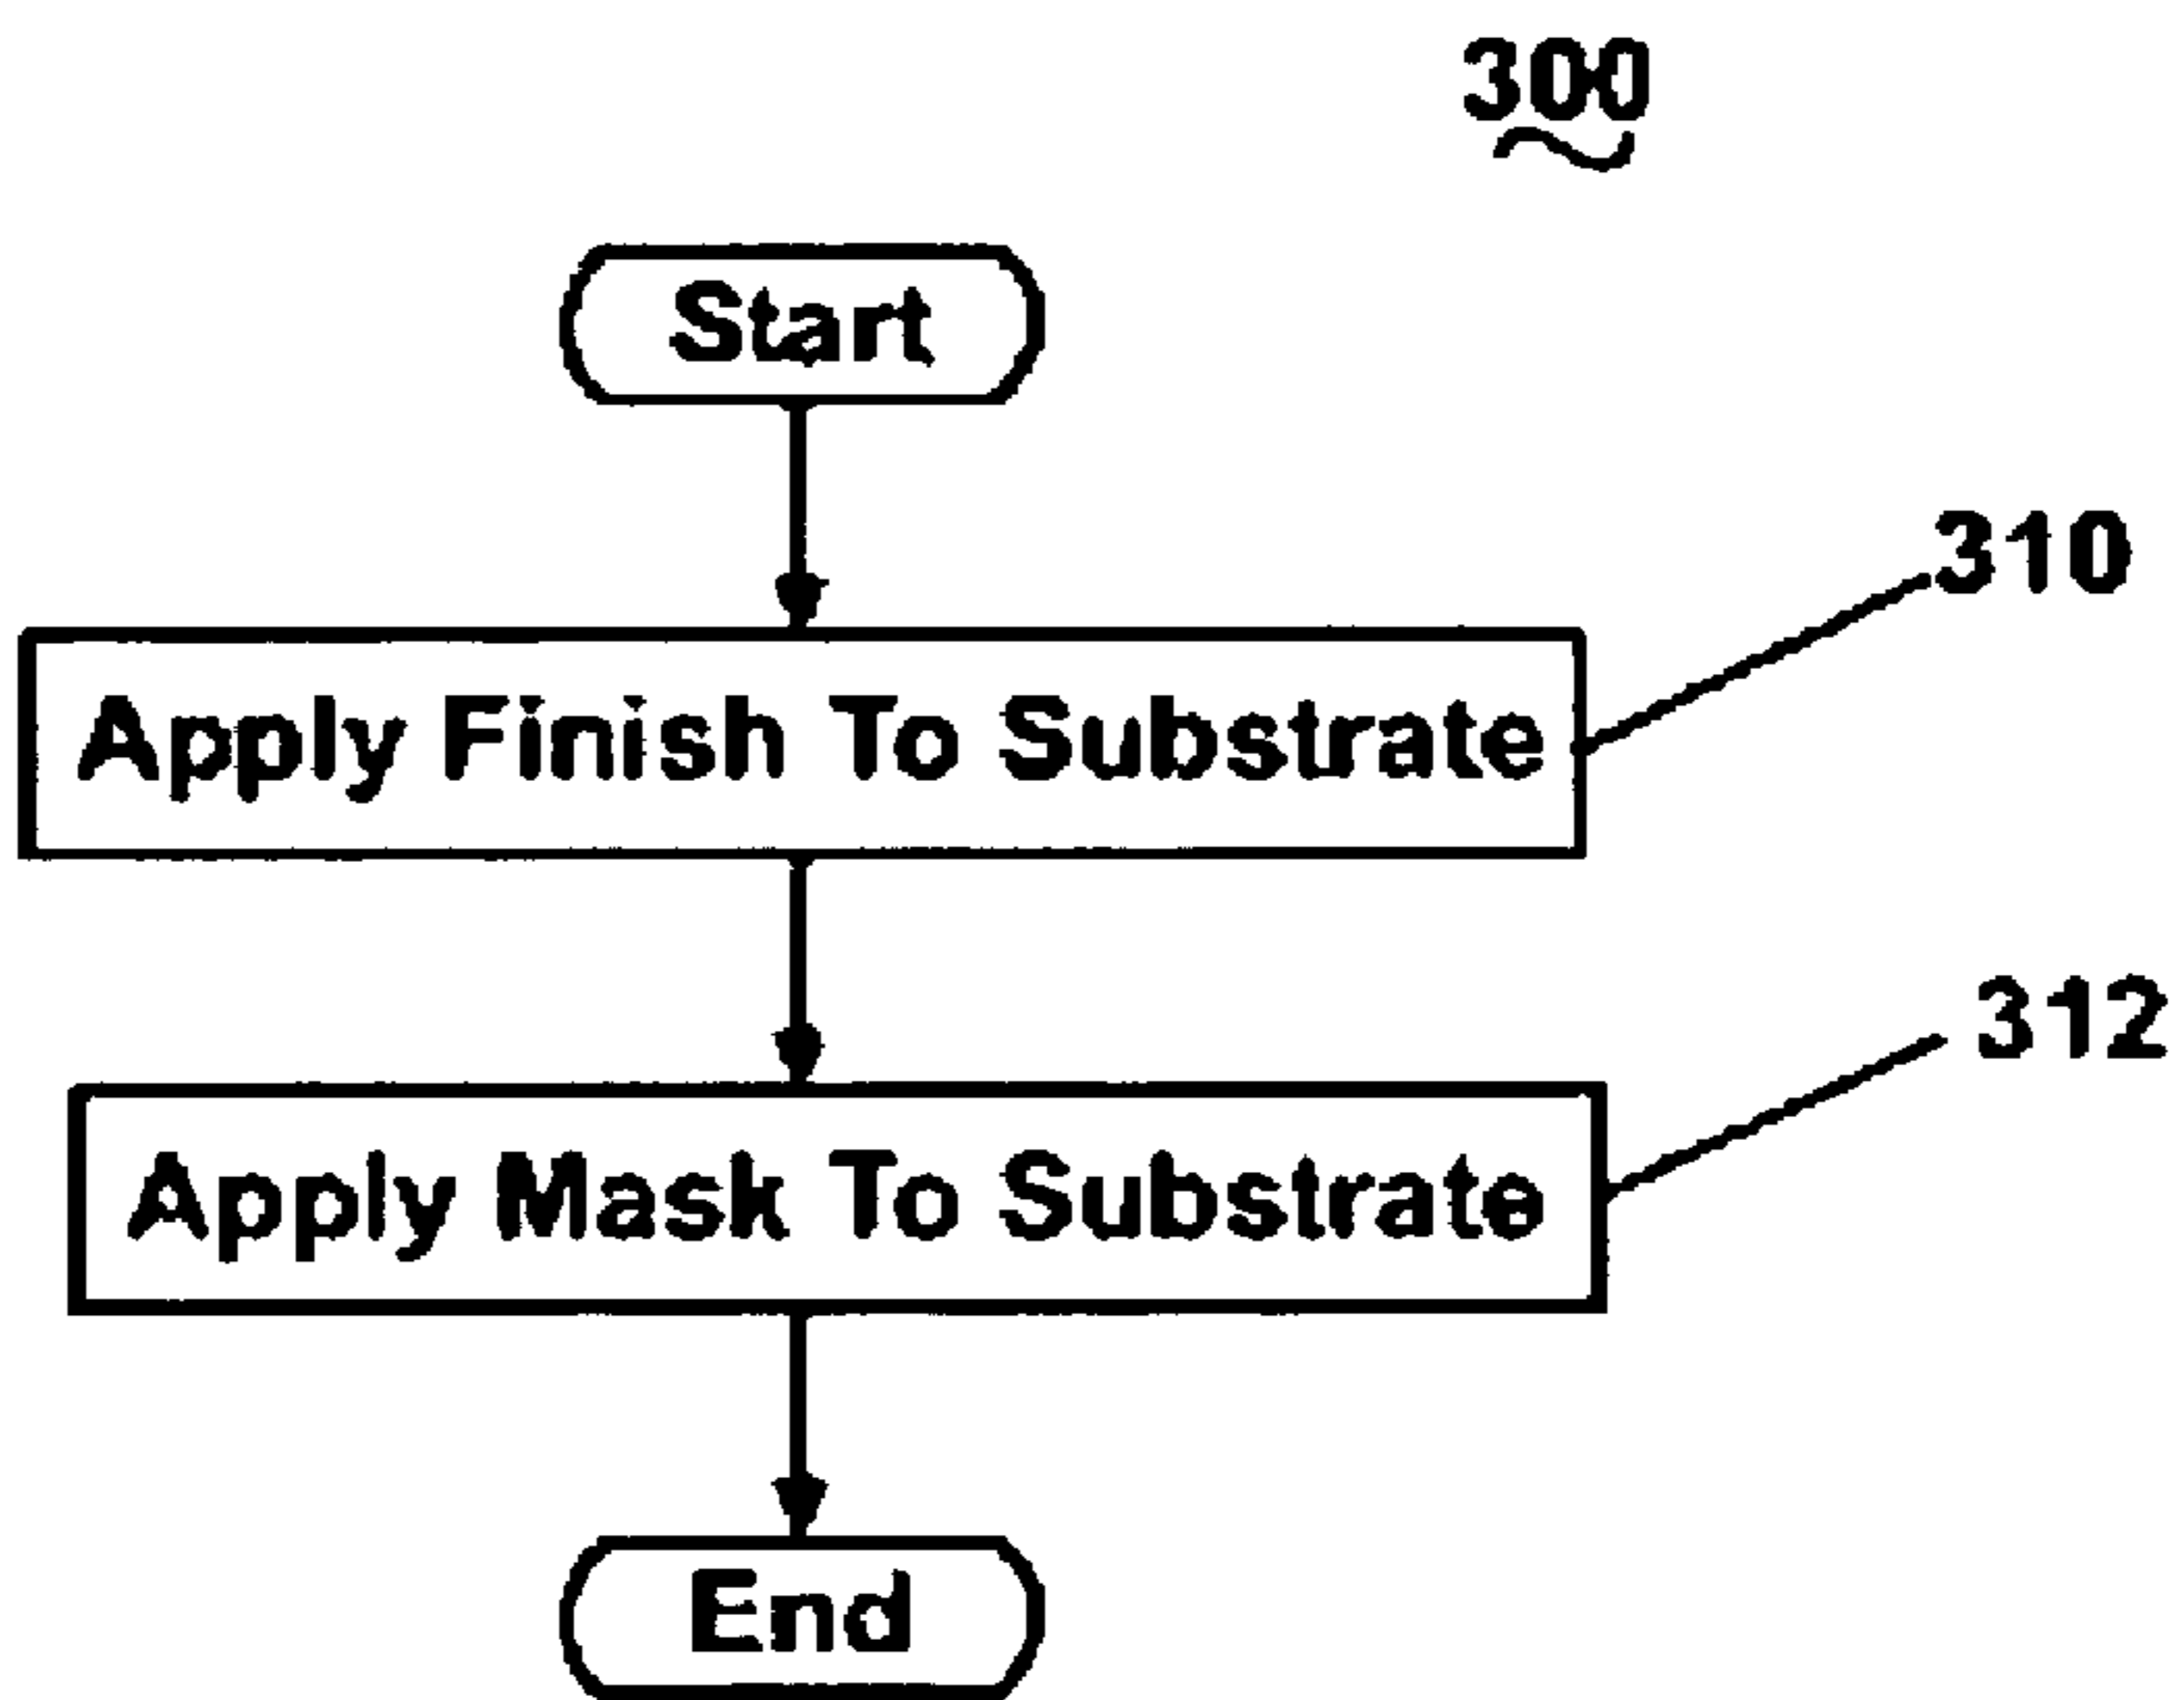 300
Start
310
Apply Finish To Substrate
312
Apply Mask To Substrate
End